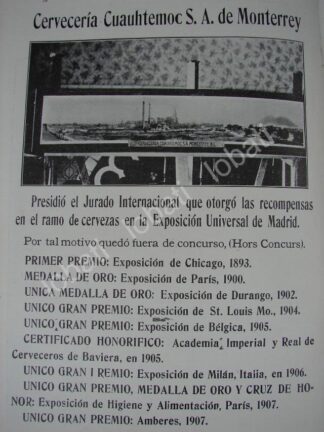 Cervecería Cuauhtemoc S. A. de Monterrey
CERVECERIA CUAUHTEMOC S.A. MONTERREY, N.L.
Presidió el Jurado Internacional que otorgó las recompensas
en el ramo de cervezas en la Exposición Universal de Madrid.
Por tal motivo quedó fuera de concurso, (Hors Concurs).
PRIMER PREMIO: Exposición de Chicago, 1893.
MEDALLA DE ORO: Exposición de París, 1900.
UNICA MEDALLA DE ORO: Exposición de Durango, 1902.
UNICO GRAN PREMIO: Exposición de St. Louis Mo., 1904.
UNICO GRAN PREMIO: Exposición de Bélgica, 1905.
CERTIFICADO HONORIFICO: Academia Imperial y Real de
Cerveceros de Baviera, en 1905.
UNICO GRAN PREMIO: Exposición de Milán, Italia, en 1906.
UNICO GRAN PREMIO, MEDALLA DE ORO Y CRUZ DE HO-
NOR: Exposición de Higiene y Alimentación, París, 1907.
UNICO GRAN PREMIO: Amberes, 1907.